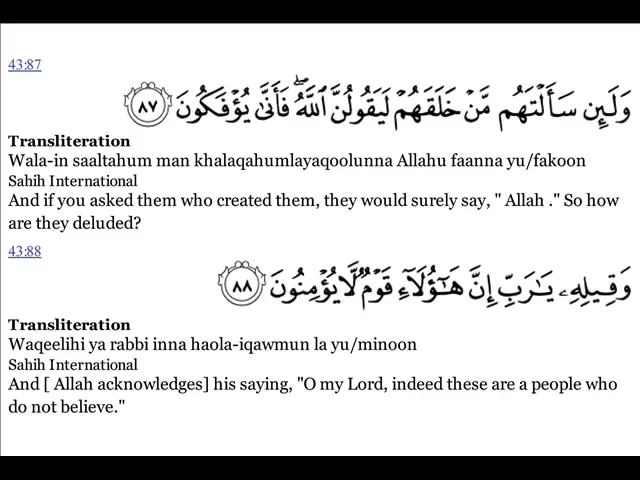 43:87
وَلَئِن سَأَلْتَهُم مَّنْ خَلَقَهُمْ لَيَقُولُنَّ ٱللَّهُ ۖ فَأَنَّىٰ يُؤْفَكُونَ ٨٧
Transliteration
Wala-in saaltahum man khalaqahumlayaqoolunna Allahu faanna yu/fakoon
Sahih International
And if you asked them who created them, they would surely say, " Allah ." So how
are they deluded?
43:88
وَقِيلِهِۦ يَـٰرَبِّ إِنَّ هَـٰٓؤُلَآءِ قَوْمٌ لَّا يُؤْمِنُونَ ٨٨
Transliteration
Waqeelihi ya rabbi inna haola-iqawmun la yu/minoon
Sahih International
And [ Allah acknowledges] his saying, "O my Lord, indeed these are a people who
do not believe."